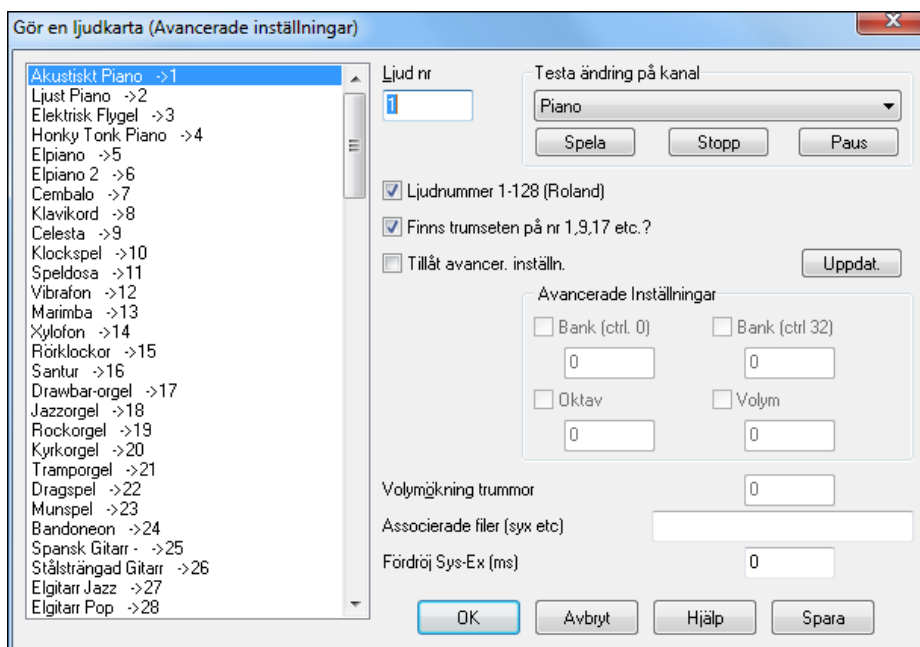 Gör en ljudkarta (Avancerade inställningar)
Akustiskt Piano ->1
Ljust Piano ->2
Elektrisk Flygel ->3
Honky Tonk Piano ->4
Elpiano ->5
Elpiano 2 ->6
Cembalo ->7
Klavikord ->8
Celesta ->9
Klockspel ->10
Speldosa ->11
Vibrafon ->12
Marimba ->13
Xylofon ->14
Rörklockor ->15
Santur ->16
Drawbar-orgel ->17
Jazzorgel ->18
Rockorgel ->19
Kyrkorgel ->20
Tramporgel ->21
Dragspel ->22
Munspel ->23
Bandoneon ->24
Spansk Gitarr - ->25
Stålsträngad Gitarr ->26
Elgitarr Jazz ->27
Elgitarr Pop ->28
Ljud nr
1
Testa ändring på kanal
Piano
Spela Stopp Paus
Ljudnummer 1-128 (Roland)
Finns trumseten på nr 1,9,17 etc.?
Tillåt avancer. inställn.
Uppdat.
Avancerade Inställningar
Bank (ctrl. 0) Bank (ctrl 32)
0 0
Oktav Volym
0 0
Volymökning trummor 0
Associerade filer (syx etc)
Fördröj Sys-Ex (ms) 0
OK Avbryt Hjälp Spara